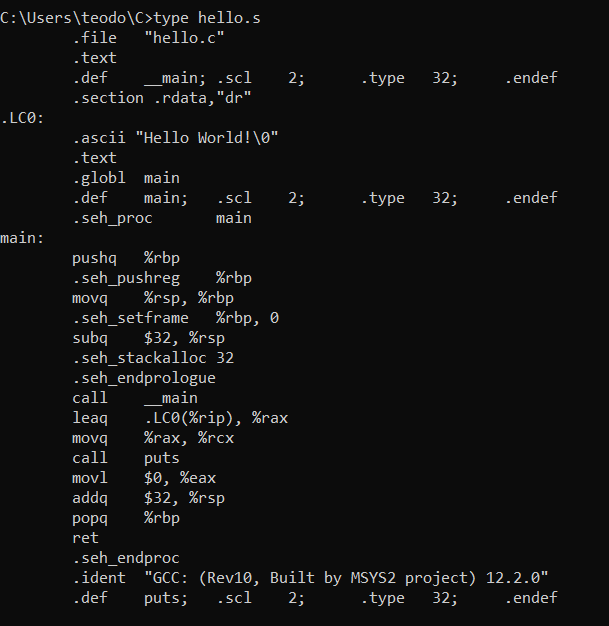 C:\Users\teodo\C>type hello.s
        .file   "hello.c"
        .text
        .def    __main; .scl    2;      .type   32;     .endef
        .section .rdata,"dr"
.LC0:
        .ascii "Hello World!\0"
        .text
        .globl  main
        .def    main;   .scl    2;      .type   32;     .endef
        .seh_proc       main
main:
        pushq   %rbp
        .seh_pushreg    %rbp
        movq    %rsp, %rbp
        .seh_setframe   %rbp, 0
        subq    $32, %rsp
        .seh_stackalloc 32
        .seh_endprologue
        call    __main
        leaq    .LC0(%rip), %rax
        movq    %rax, %rcx
        call    puts
        movl    $0, %eax
        addq    $32, %rsp
        popq    %rbp
        ret
        .seh_endproc
        .ident  "GCC: (Rev10, Built by MSYS2 project) 12.2.0"
        .def    puts;   .scl    2;      .type   32;     .endef